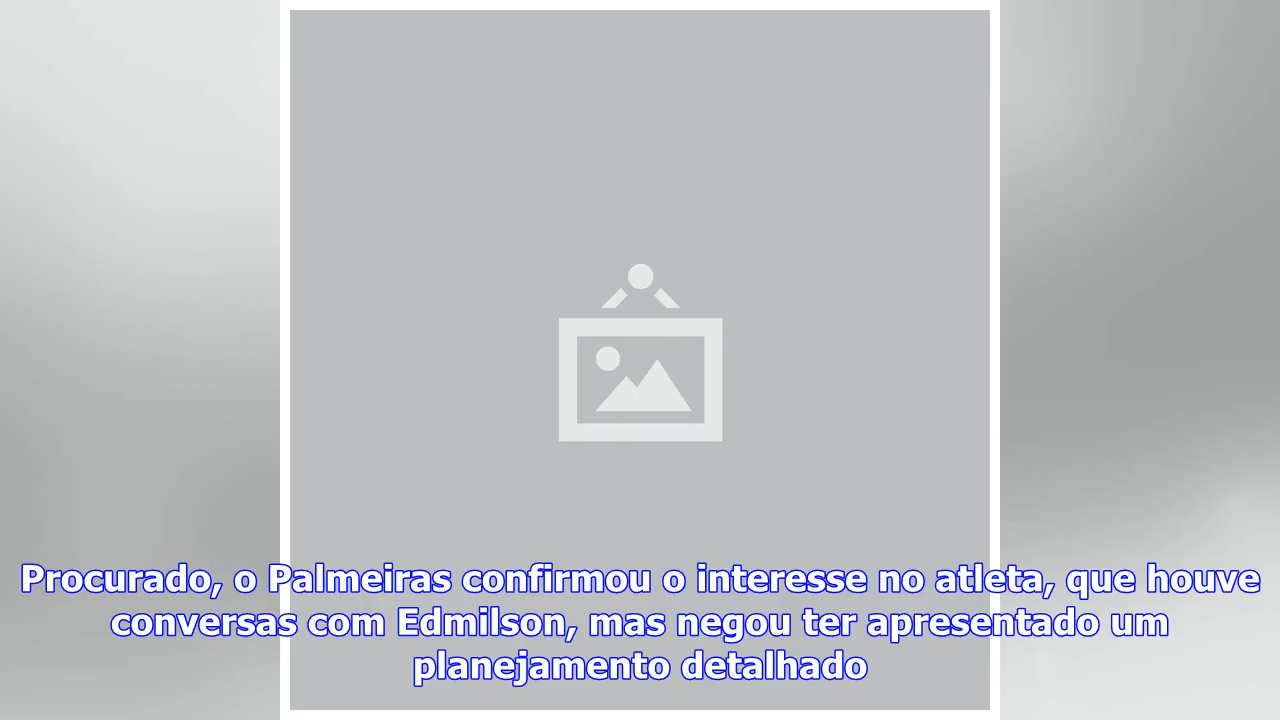 Procurado, o Palmeiras confirmou o interesse no atleta, que houve
conversas com Edmilson, mas negou ter apresentado um
planejamento detalhado